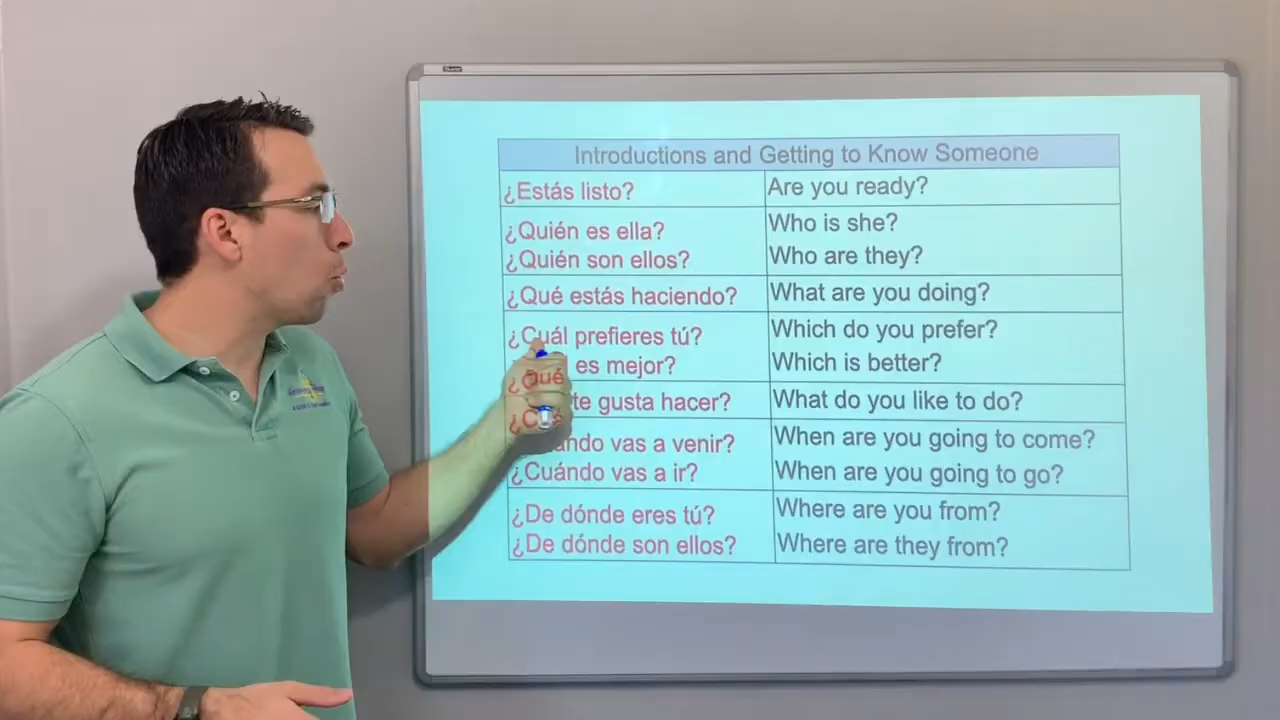 Introductions and Getting to Know Someone
¿Estás listo?
Are you ready?
¿Quién es ella?
Who is she?
¿Quién son ellos?
Who are they?
¿Qué estás haciendo?
What are you doing?
¿Cuál prefieres tú?
Which do you prefer?
es mejor?
Which is better?
¿Qué te gusta hacer?
What do you like to do?
vas a venir?
When are you going to come?
¿Cuándo vas a ir?
When are you going to go?
¿De dónde eres tú?
Where are you from?
¿De dónde son ellos?
Where are they from?